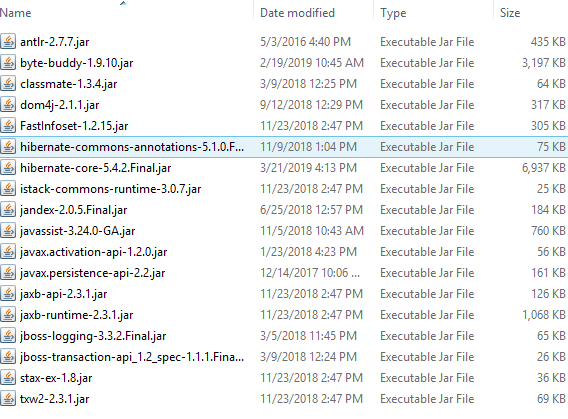 Name Date modified Type Size
antlr-2.7.7.jar 5/3/2016 4:40 PM Executable Jar File 435 KB
byte-buddy-1.9.10.jar 2/19/2019 10:45 AM Executable Jar File 3,197 KB
classmate-1.3.4.jar 3/9/2018 12:25 PM Executable Jar File 64 KB
dom4j-2.1.1.jar 9/12/2018 12:29 PM Executable Jar File 317 KB
FastInfoset-1.2.15.jar 11/23/2018 2:47 PM Executable Jar File 305 KB
hibernate-commons-annotations-5.1.0.F... 11/9/2018 1:04 PM Executable Jar File 75 KB
hibernate-core-5.4.2.Final.jar 3/21/2019 4:13 PM Executable Jar File 6,937 KB
istack-commons-runtime-3.0.7.jar 11/23/2018 2:47 PM Executable Jar File 25 KB
jandex-2.0.5.Final.jar 6/25/2018 12:57 PM Executable Jar File 184 KB
javassist-3.24.0-GA.jar 11/5/2018 10:43 AM Executable Jar File 760 KB
javax.activation-api-1.2.0.jar 1/23/2018 4:23 PM Executable Jar File 56 KB
javax.persistence-api-2.2.jar 12/14/2017 10:06 ... Executable Jar File 161 KB
jaxb-api-2.3.1.jar 11/23/2018 2:47 PM Executable Jar File 126 KB
jaxb-runtime-2.3.1.jar 11/23/2018 2:47 PM Executable Jar File 1,068 KB
jboss-logging-3.3.2.Final.jar 3/5/2018 11:45 PM Executable Jar File 65 KB
jboss-transaction-api_1.2_spec-1.1.1.Fina... 3/9/2018 12:24 PM Executable Jar File 26 KB
stax-ex-1.8.jar 11/23/2018 2:47 PM Executable Jar File 36 KB
txw2-2.3.1.jar 11/23/2018 2:47 PM Executable Jar File 69 KB